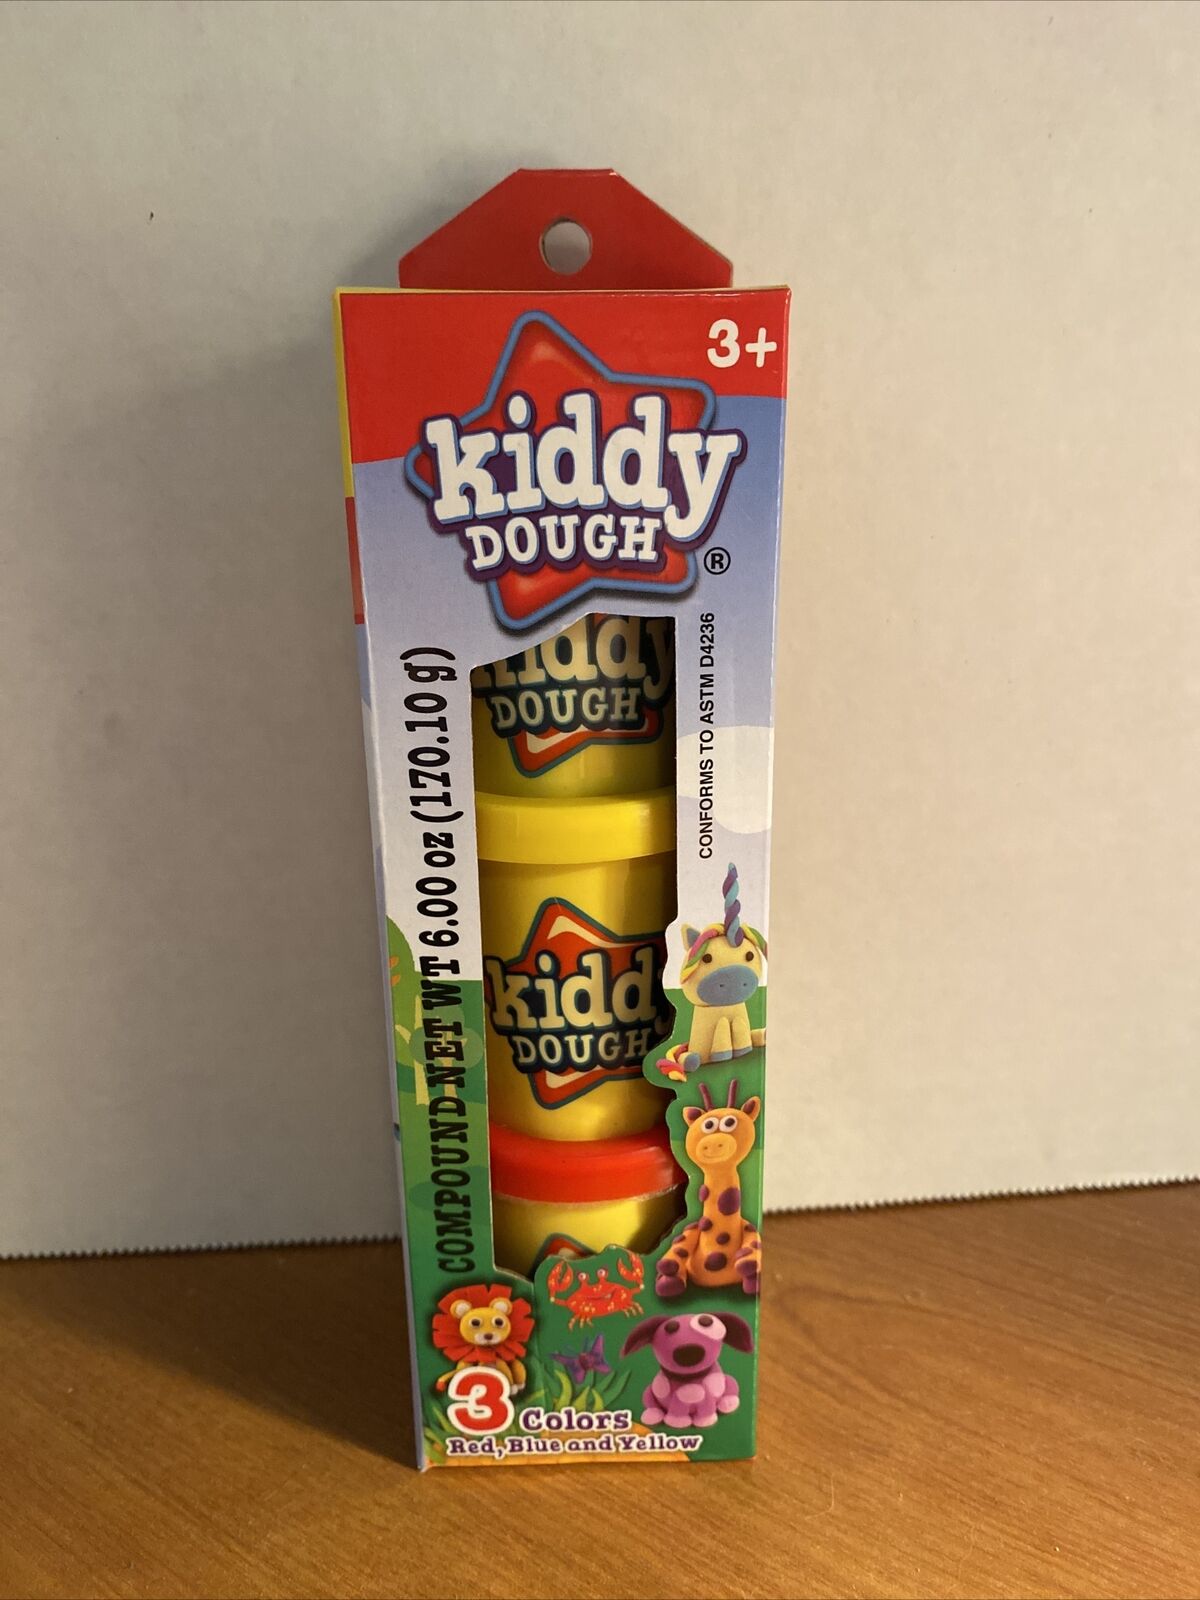 3+
kiddy
DOUGH
®
CONFORMS TO ASTM D4236
COMPOUND NET WT 6.00 oz (170.10 g)
kiddy
DOUGH
kiddy
DOUGH
3 Colors
Red, Blue and Yellow